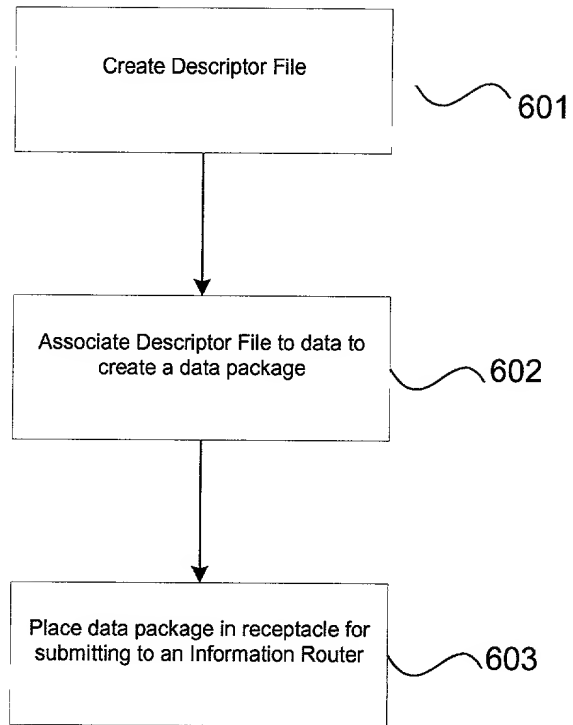 Create Descriptor File
601
Associate Descriptor File to data to
create a data package
602
Place data package in receptacle for
submitting to an Information Router
603